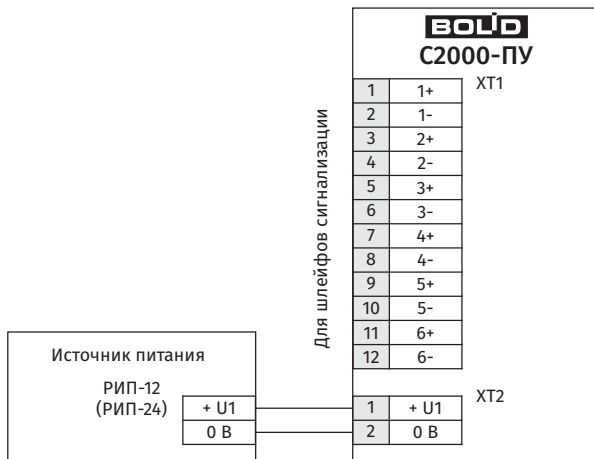 BOLID
С2000-ПУ
XT1
1 1+
2 1-
3 2+
4 2-
5 3+
6 3-
7 4+
8 4-
9 5+
10 5-
11 6+
12 6-
Для шлейфов сигнализации
Источник питания
РИП-12
(РИП-24)
+ U1
0 В
XT2
1 + U1
2 0 В